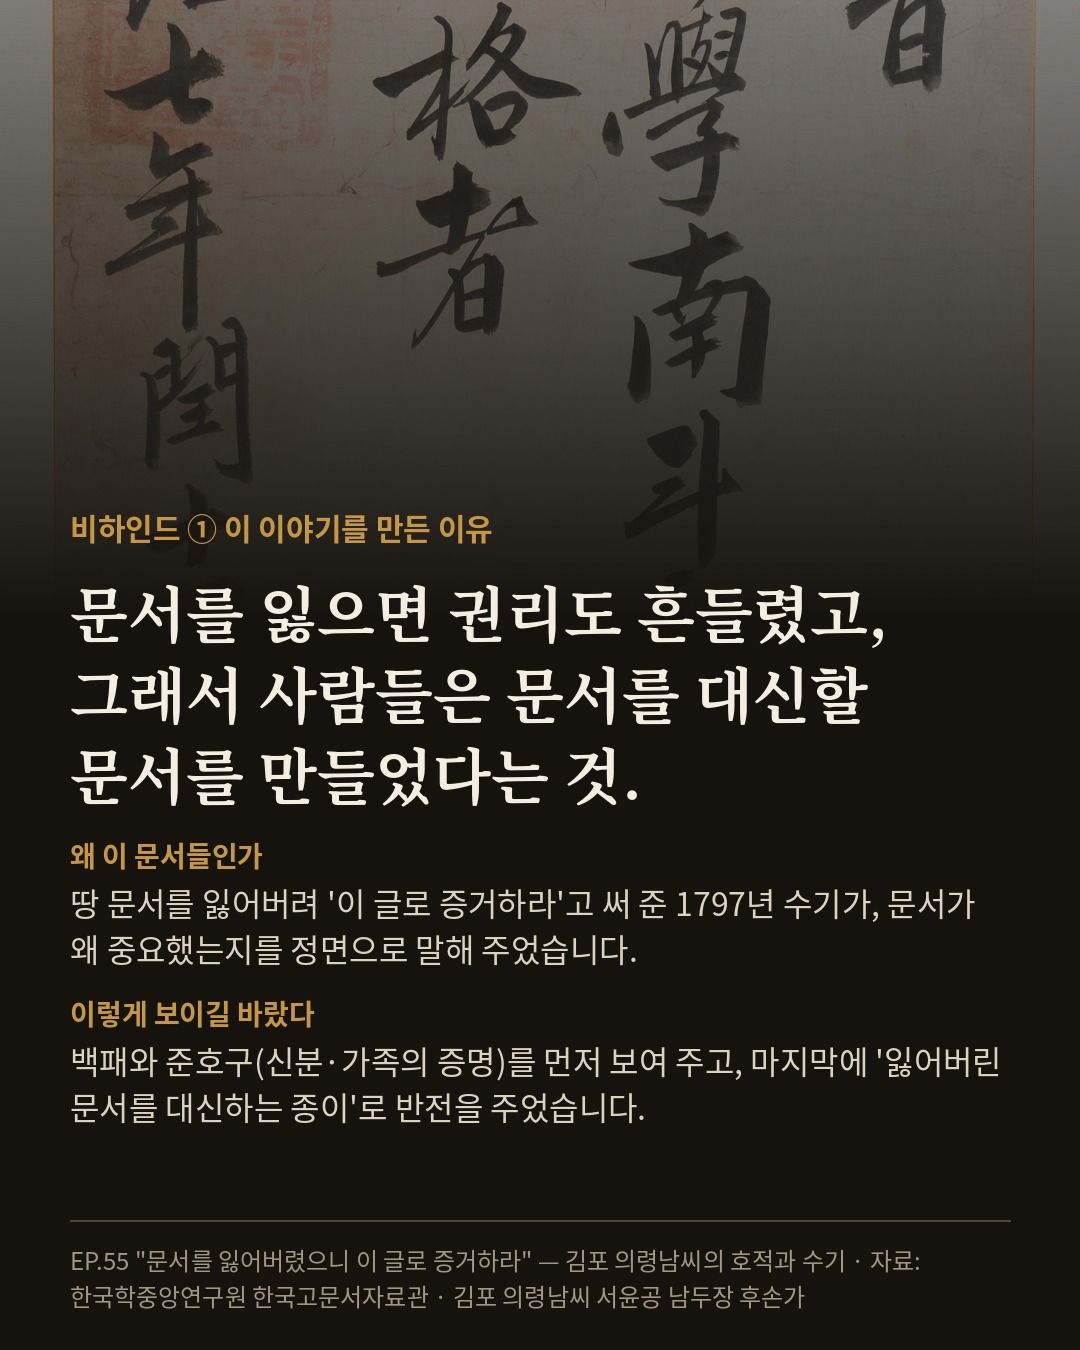 者
學南斗
格者
七年閏十
비하인드 ① 이 이야기를 만든 이유
문서를 잃으면 권리도 흔들렸고,
그래서 사람들은 문서를 대신할
문서를 만들었다는 것.
왜 이 문서들인가
땅 문서를 잃어버려 '이 글로 증거하라'고 써 준 1797년 수기가, 문서가
왜 중요했는지를 정면으로 말해 주었습니다.
이렇게 보이길 바랐다
백패와 준호구(신분·가족의 증명)를 먼저 보여 주고, 마지막에 '잃어버린
문서를 대신하는 종이'로 반전을 주었습니다.
EP.55 "문서를 잃어버렸으니 이 글로 증거하라" — 김포 의령남씨의 호적과 수기 · 자료:
한국학중앙연구원 한국고문서자료관 · 김포 의령남씨 서윤공 남두장 후손가